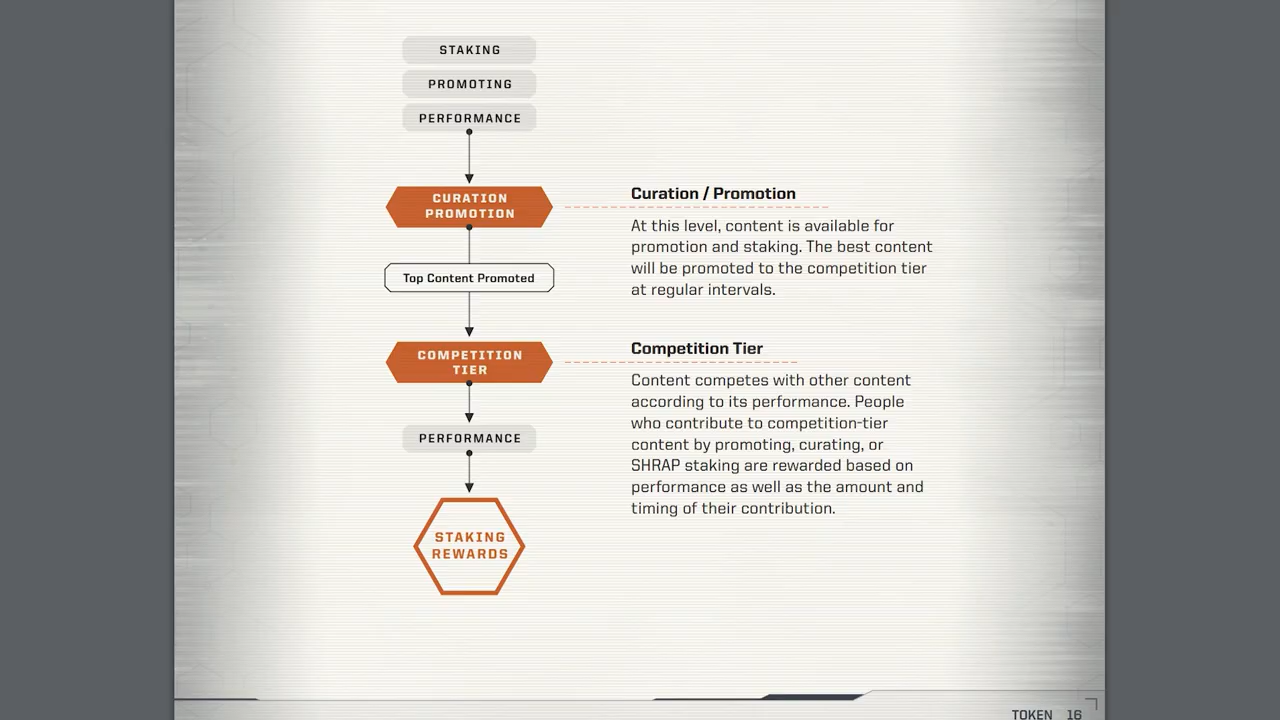 STAKING
PROMOTING
PERFORMANCE
CURATION
PROMOTION
Top Content Promoted
COMPETITION
TIER
PERFORMANCE
STAKING
REWARDS
Curation / Promotion
At this level, content is available for
promotion and staking. The best content
will be promoted to the competition tier
at regular intervals.
Competition Tier
Content competes with other content
according to its performance. People
who contribute to competition-tier
content by promoting, curating, or
SHRAP staking are rewarded based on
performance as well as the amount and
timing of their contribution.
TOKEN 16